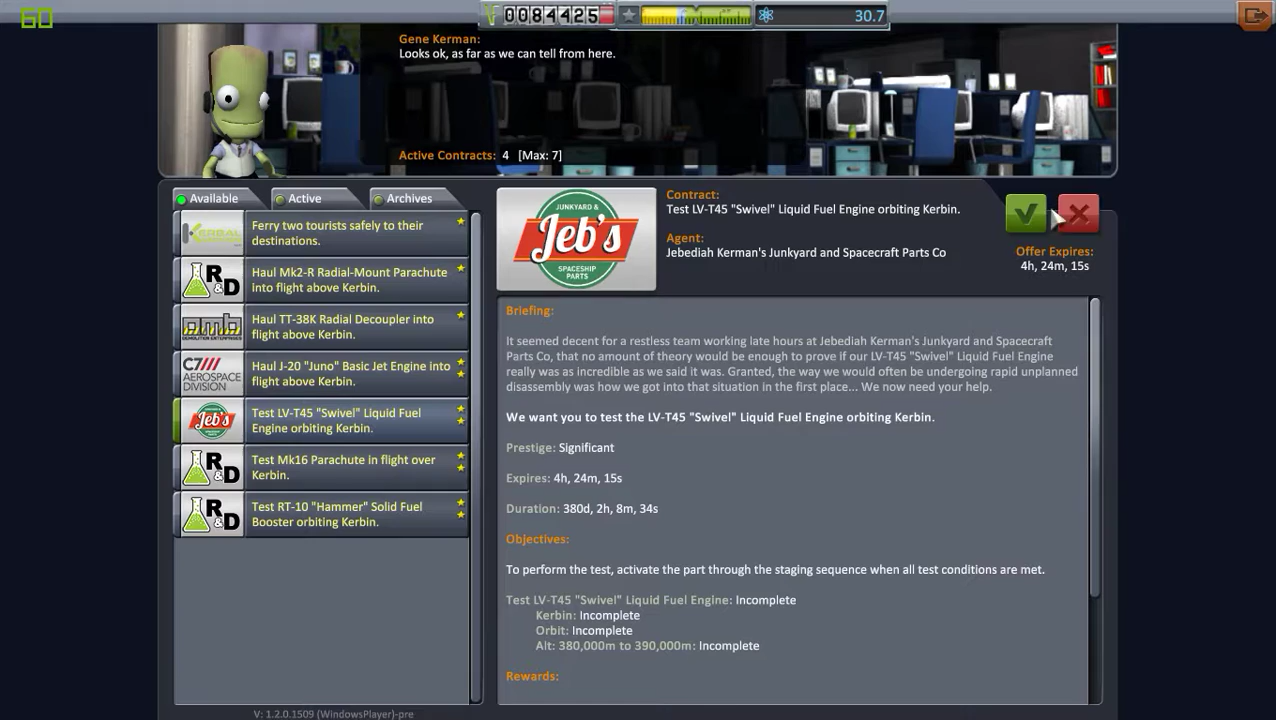 60
0084425
30.7
Gene Kerman:
Looks ok, as far as we can tell from here.
Active Contracts: 4 [Max: 7]
Available
Active
Archives
Ferry two tourists safely to their
destinations.
R&D
Haul Mk2-R Radial-Mount Parachute
into flight above Kerbin.
Haul TT-38K Radial Decoupler into
flight above Kerbin.
C7
AEROSPACE
DIVISION
Haul J-20 "Juno" Basic Jet Engine into
flight above Kerbin.
Jeb's
Test LV-T45 "Swivel" Liquid Fuel
Engine orbiting Kerbin.
R&D
Test Mk16 Parachute in flight over
Kerbin.
R&D
Test RT-10 "Hammer" Solid Fuel
Booster orbiting Kerbin.
JUNKYARD &
Jeb's
SPACESHIP
PARTS
Contract:
Test LV-T45 "Swivel" Liquid Fuel Engine orbiting Kerbin.
Agent:
Jebediah Kerman's Junkyard and Spacecraft Parts Co
Offer Expires:
4h, 24m, 15s
Briefing:
It seemed decent for a restless team working late hours at Jebediah Kerman's Junkyard and Spacecraft
Parts Co, that no amount of theory would be enough to prove if our LV-T45 "Swivel" Liquid Fuel Engine
really was as incredible as we said it was. Granted, the way we would often be undergoing rapid unplanned
disassembly was how we got into that situation in the first place... We now need your help.
We want you to test the LV-T45 "Swivel" Liquid Fuel Engine orbiting Kerbin.
Prestige: Significant
Expires: 4h, 24m, 15s
Duration: 380d, 2h, 8m, 34s
Objectives:
To perform the test, activate the part through the staging sequence when all test conditions are met.
Test LV-T45 "Swivel" Liquid Fuel Engine: Incomplete
Kerbin: Incomplete
Orbit: Incomplete
Alt: 380,000m to 390,000m: Incomplete
Rewards:
V: 1.2.0.1509 (WindowsPlayer)-pre